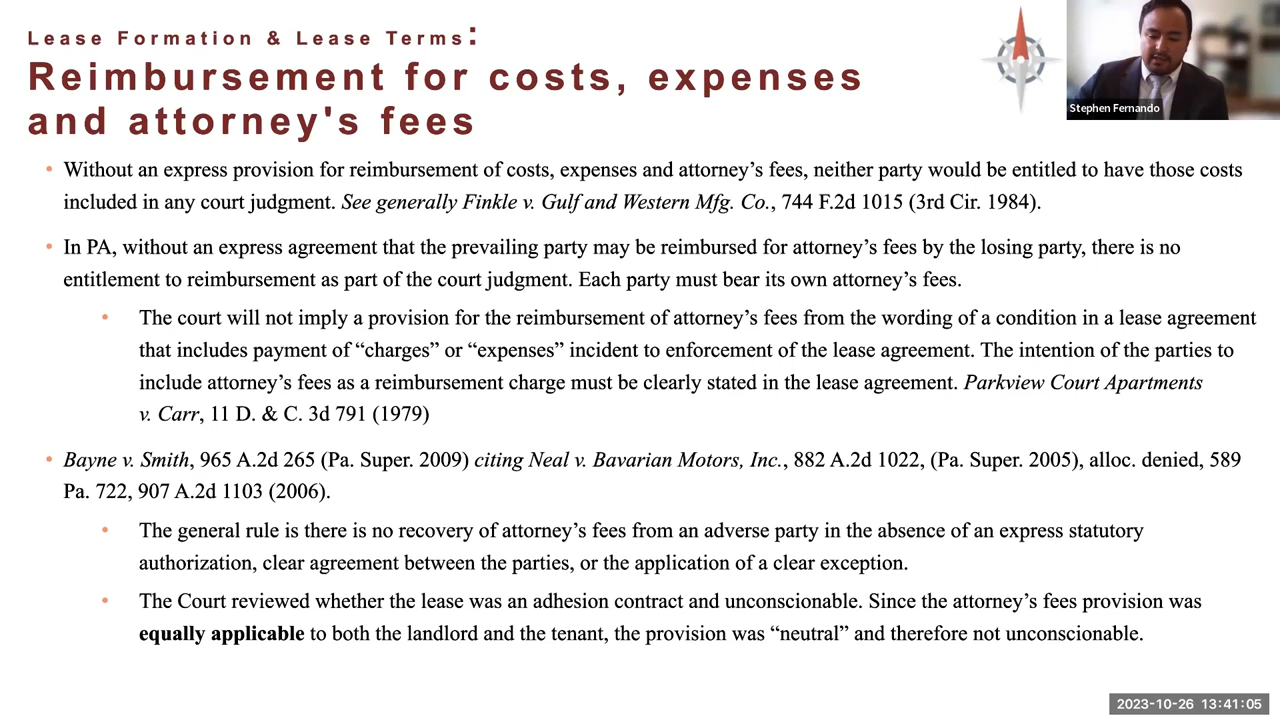 Lease Formation & Lease Terms:
Reimbursement for costs, expenses
and attorney's fees
Stephen Fernando
• Without an express provision for reimbursement of costs, expenses and attorney’s fees, neither party would be entitled to have those costs
included in any court judgment. See generally Finkle v. Gulf and Western Mfg. Co., 744 F.2d 1015 (3rd Cir. 1984).
• In PA, without an express agreement that the prevailing party may be reimbursed for attorney’s fees by the losing party, there is no
entitlement to reimbursement as part of the court judgment. Each party must bear its own attorney’s fees.
• The court will not imply a provision for the reimbursement of attorney’s fees from the wording of a condition in a lease agreement
that includes payment of “charges” or “expenses” incident to enforcement of the lease agreement. The intention of the parties to
include attorney’s fees as a reimbursement charge must be clearly stated in the lease agreement. Parkview Court Apartments
v. Carr, 11 D. & C. 3d 791 (1979)
• Bayne v. Smith, 965 A.2d 265 (Pa. Super. 2009) citing Neal v. Bavarian Motors, Inc., 882 A.2d 1022, (Pa. Super. 2005), alloc. denied, 589
Pa. 722, 907 A.2d 1103 (2006).
• The general rule is there is no recovery of attorney’s fees from an adverse party in the absence of an express statutory
authorization, clear agreement between the parties, or the application of a clear exception.
• The Court reviewed whether the lease was an adhesion contract and unconscionable. Since the attorney’s fees provision was
equally applicable to both the landlord and the tenant, the provision was “neutral” and therefore not unconscionable.
2023-10-26 13:41:05